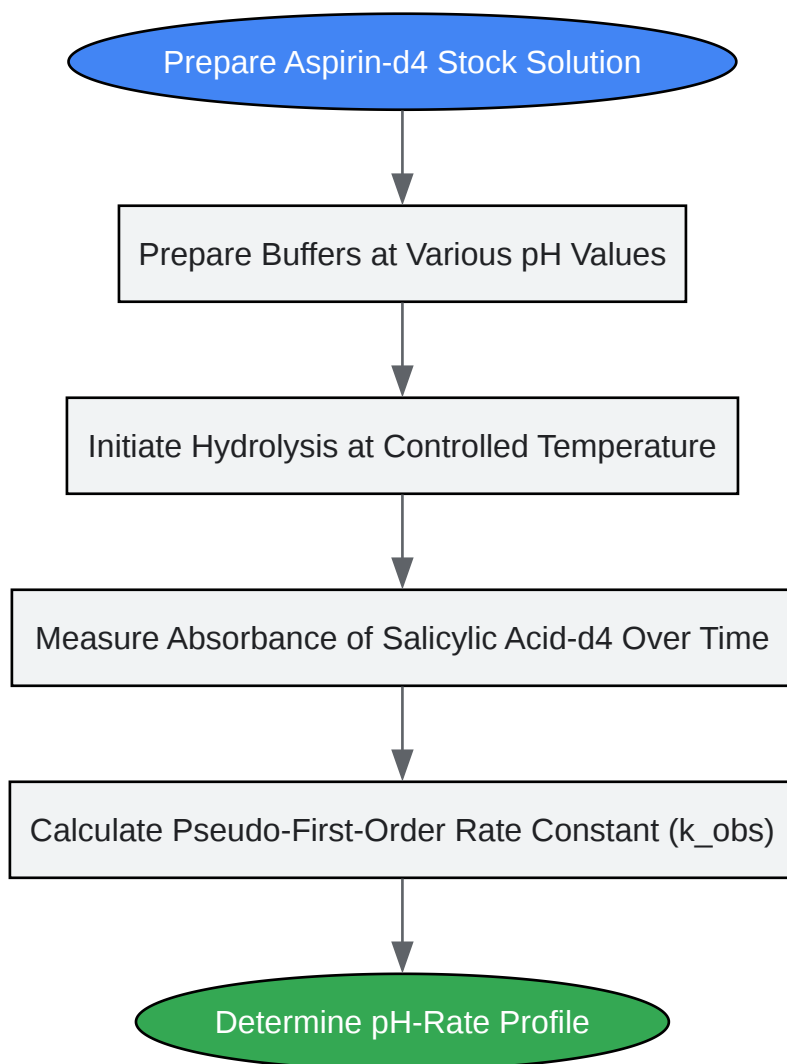 Prepare Aspirin-d4 Stock Solution
Prepare Buffers at Various pH Values
Initiate Hydrolysis at Controlled Temperature
Measure Absorbance of Salicylic Acid-d4 Over Time
Calculate Pseudo-First-Order Rate Constant (k_obs)
Determine pH-Rate Profile